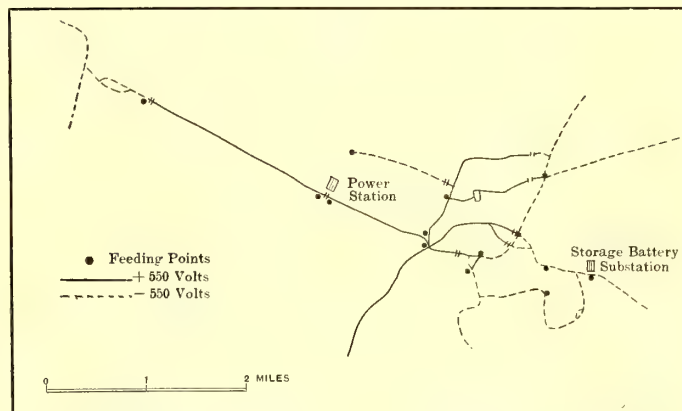 Power
Station
Storage Battery
Substation
Feeding Points
+ 550 Volts
- 550 Volts
0 1 2 MILES